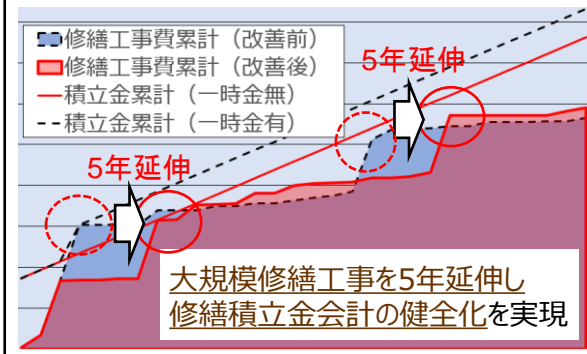 修繕工事費累計（改善前）
修繕工事費累計（改善後）
積立金累計（一時金無）
積立金累計（一時金有）
5年延伸
5年延伸
大規模修繕工事を5年延伸し
修繕積立金会計の健全化を実現